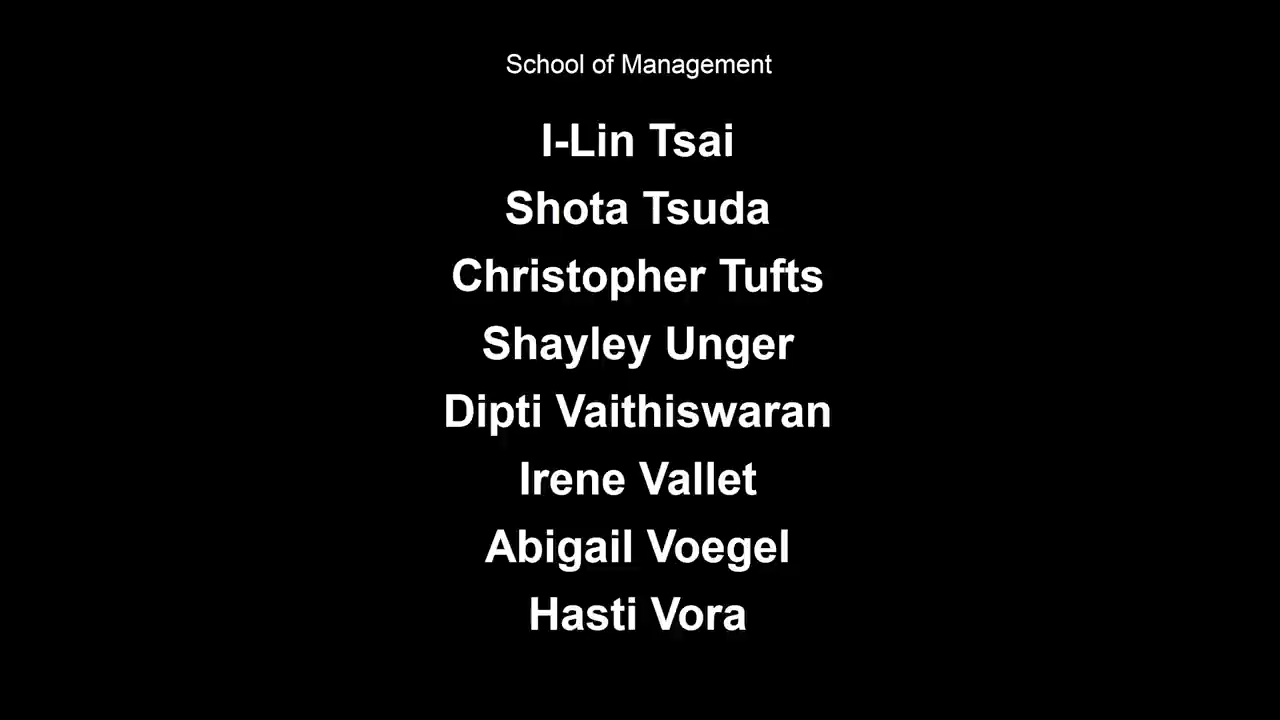 School of Management
I-Lin Tsai
Shota Tsuda
Christopher Tufts
Shayley Unger
Dipti Vaithiswaran
Irene Vallet
Abigail Voegel
Hasti Vora